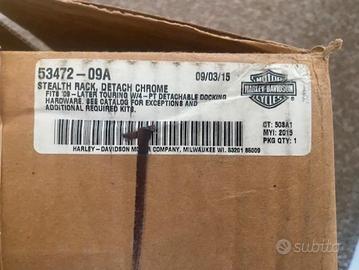 53472-09A
09/03/15
STEALTH RACK, DETACH CHROME
FITS '09-LATER TOURING W/4-PT DETACHABLE DOCKING
HARDWARE. SEE CATALOG FOR EXCEPTIONS AND
ADDITIONAL REQUIRED KITS.
MOTOR
HARLEY-DAVIDSON
CT: 503A1
MYI: 2015
PKG QTY: 1
HARLEY-DAVIDSON MOTOR COMPANY, MILWAUKEE WI. 53201
subito